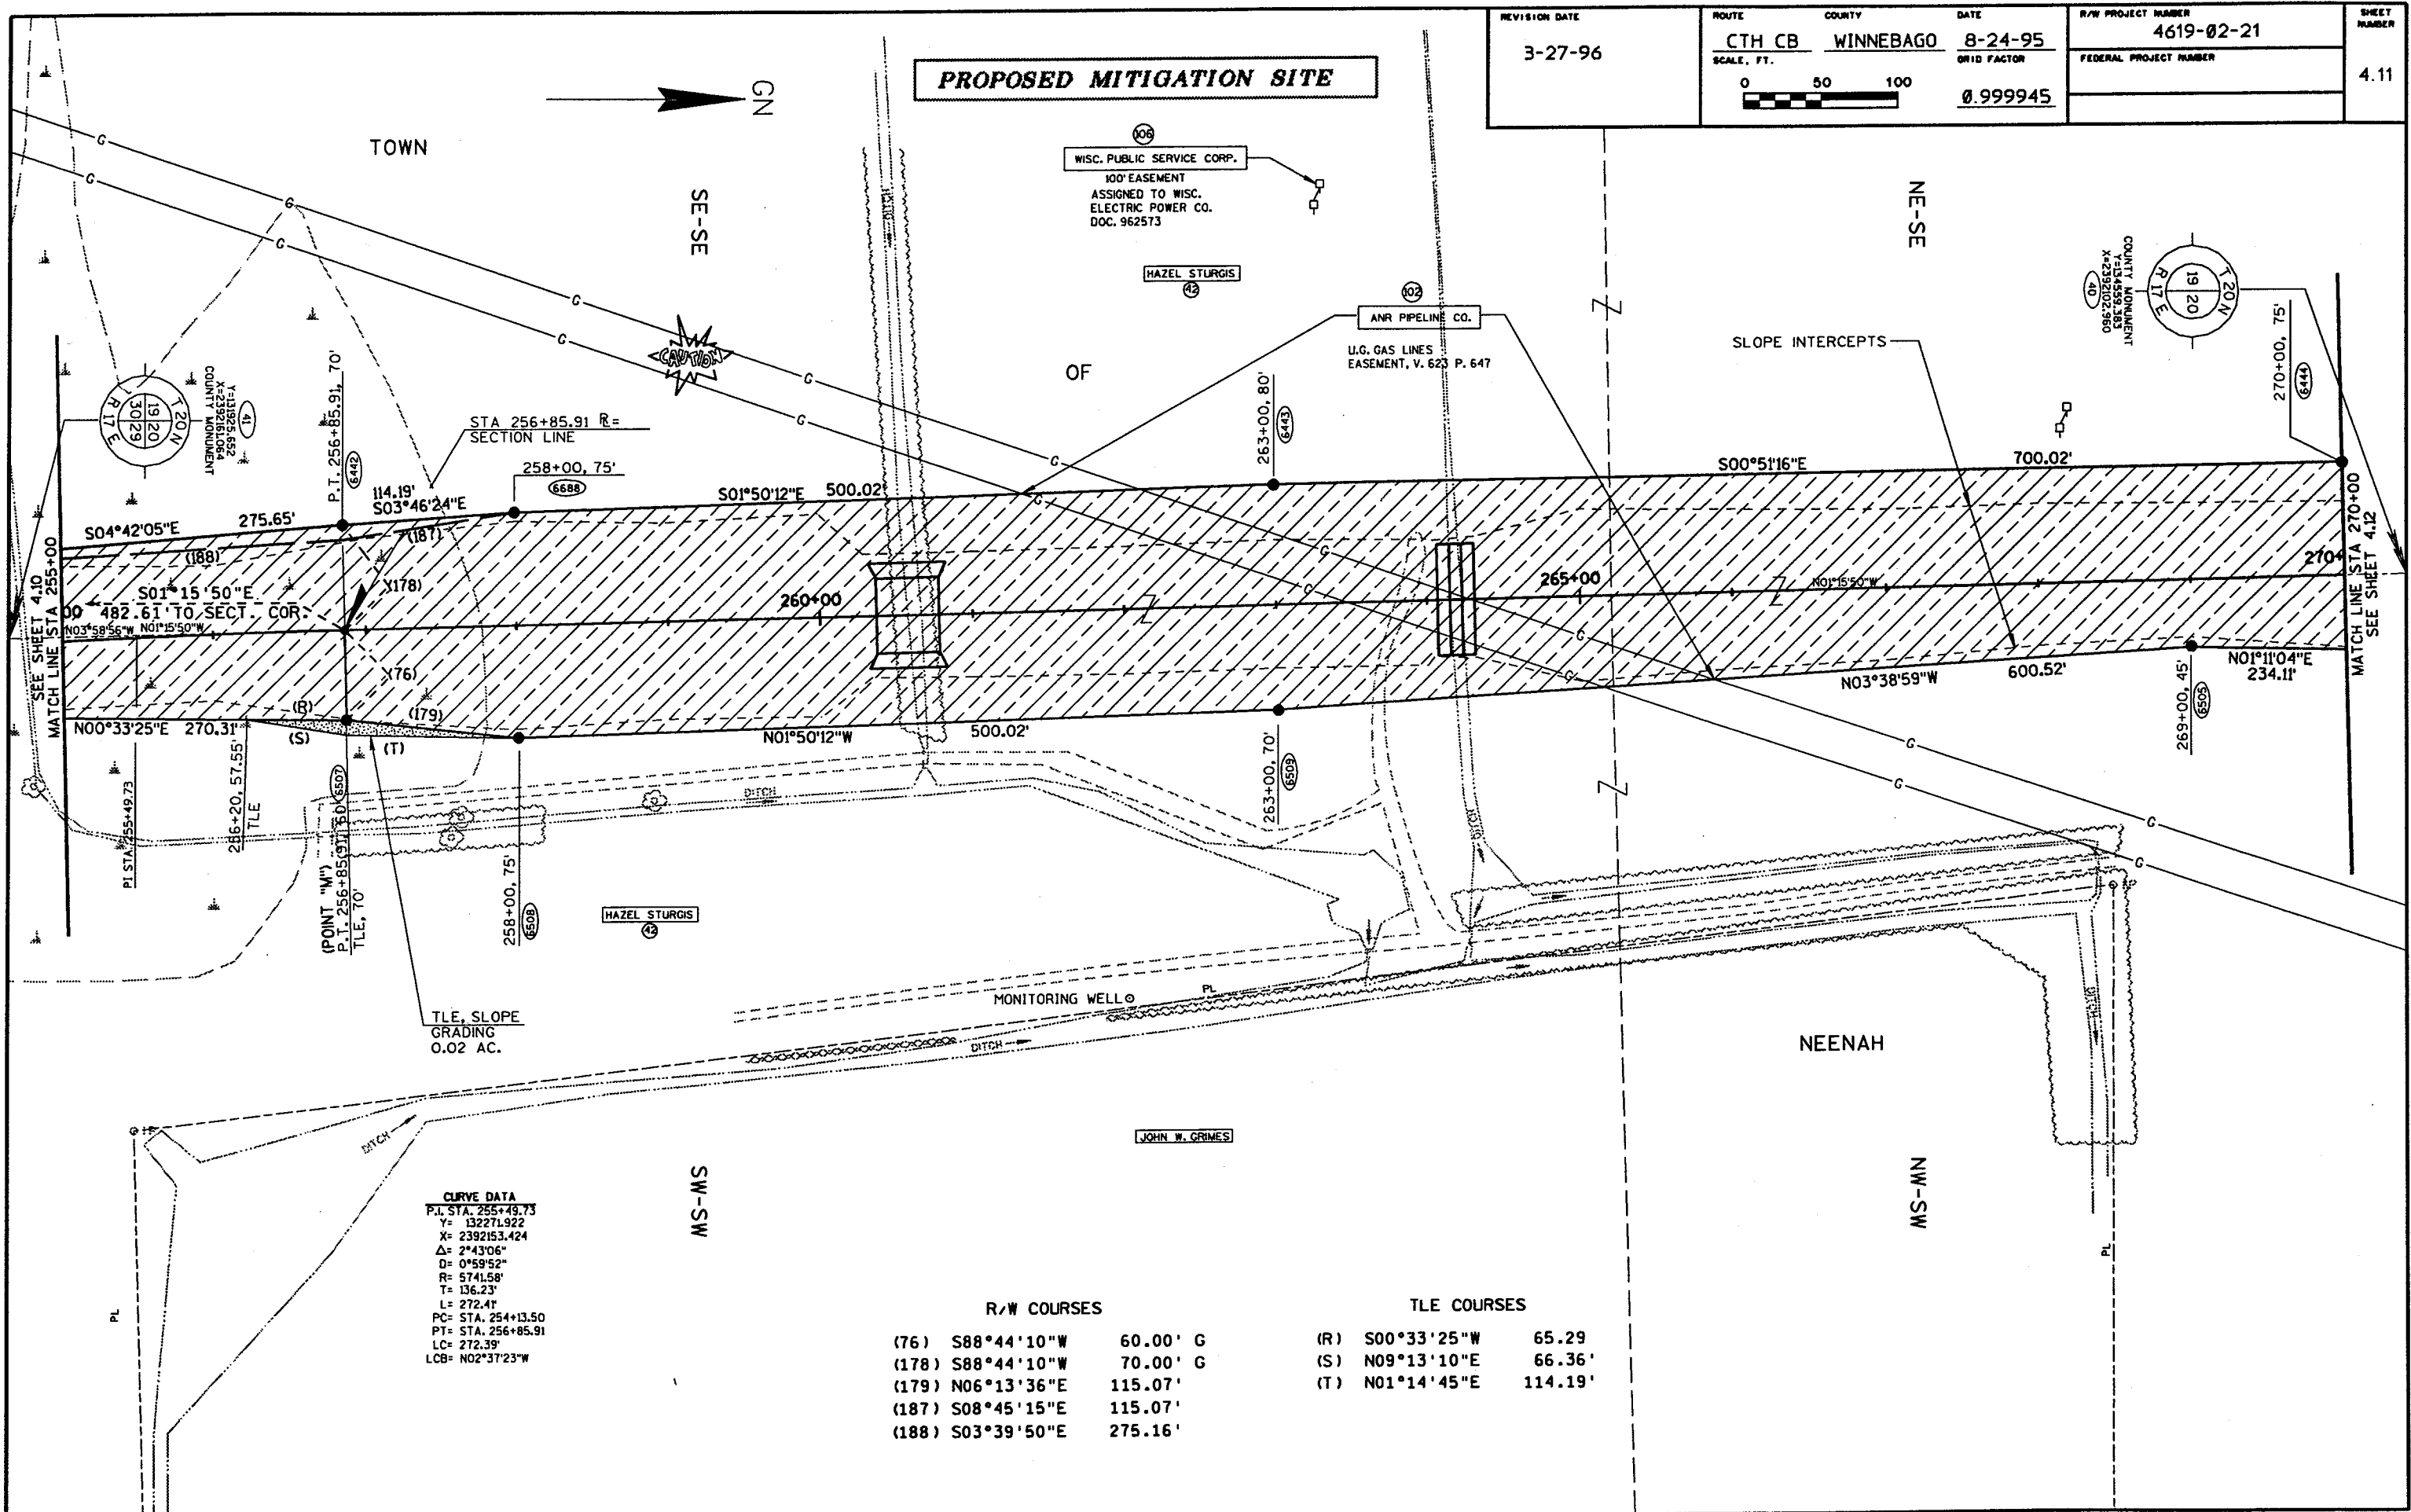 REVISION DATE
3-27-96
ROUTE
CTH CB
COUNTY
WINNEBAGO
DATE
8-24-95
SCALE, FT.
0 50 100
GRID FACTOR
0.999945
R/W PROJECT NUMBER
4619-02-21
FEDERAL PROJECT NUMBER
SHEET NUMBER
4.11
PROPOSED MITIGATION SITE
GN
TOWN
SE-SE
106
WISC. PUBLIC SERVICE CORP.
100' EASEMENT
ASSIGNED TO WISC.
ELECTRIC POWER CO.
DOC. 962573
HAZEL STURGIS
42
102
ANR PIPELINE CO.
U.G. GAS LINES
EASEMENT, V. 623 P. 647
OF
NE-SE
SLOPE INTERCEPTS
T 20 N
19 20
R 17 E
COUNTY MONUMENT
Y=134559.383
X=2392102.960
40
270+00, 75'
6444
CAUTION
T 20 N
19 20
30 29
R 17 E
41
Y=131925.652
X=2392161.064
COUNTY MONUMENT
P.T. 256+85.91, 70'
6442
STA 256+85.91 RL=
SECTION LINE
258+00, 75'
6688
263+00, 80'
6443
DITCH
S04°42'05"E 275.65'
114.19'
S03°46'24"E
S01°50'12"E 500.02'
S00°51'16"E 700.02'
(188)
(187)
(178)
S01°15'50"E
482.61 TO SECT. COR.
N03°58'56"W N01°15'50"W
SEE SHEET 4.10
MATCH LINE STA 255+00
260+00
265+00
N01°15'50"W
270+
MATCH LINE STA 270+00
SEE SHEET 4.12
(76)
(R)
(S)
(T)
(179)
N00°33'25"E 270.31'
N01°50'12"W 500.02'
N03°38'59"W 600.52'
N01°11'04"E
234.11'
PI STA 255+49.73
256+20, 57.55'
TLE
(POINT "M")
P.T. 256+85.91, 60'
TLE, 70'
6507
258+00, 75'
6508
263+00, 70'
6509
269+00, 45'
6505
DITCH
DITCH
HAZEL STURGIS
42
TLE, SLOPE
GRADING
0.02 AC.
MONITORING WELL
PL
DITCH
NEENAH
IP
DITCH
IP
DITCH
JOHN W. GRIMES
SW-SW
NW-SW
PL
PL
CURVE DATA
P.I. STA. 255+49.73
Y= 132271.922
X= 2392153.424
Δ= 2°43'06"
D= 0°59'52"
R= 5741.58'
T= 136.23'
L= 272.41'
PC= STA. 254+13.50
PT= STA. 256+85.91
LC= 272.39'
LCB= N02°37'23"W
R/W COURSES
(76) S88°44'10"W 60.00' G
(178) S88°44'10"W 70.00' G
(179) N06°13'36"E 115.07'
(187) S08°45'15"E 115.07'
(188) S03°39'50"E 275.16'
TLE COURSES
(R) S00°33'25"W 65.29
(S) N09°13'10"E 66.36'
(T) N01°14'45"E 114.19'